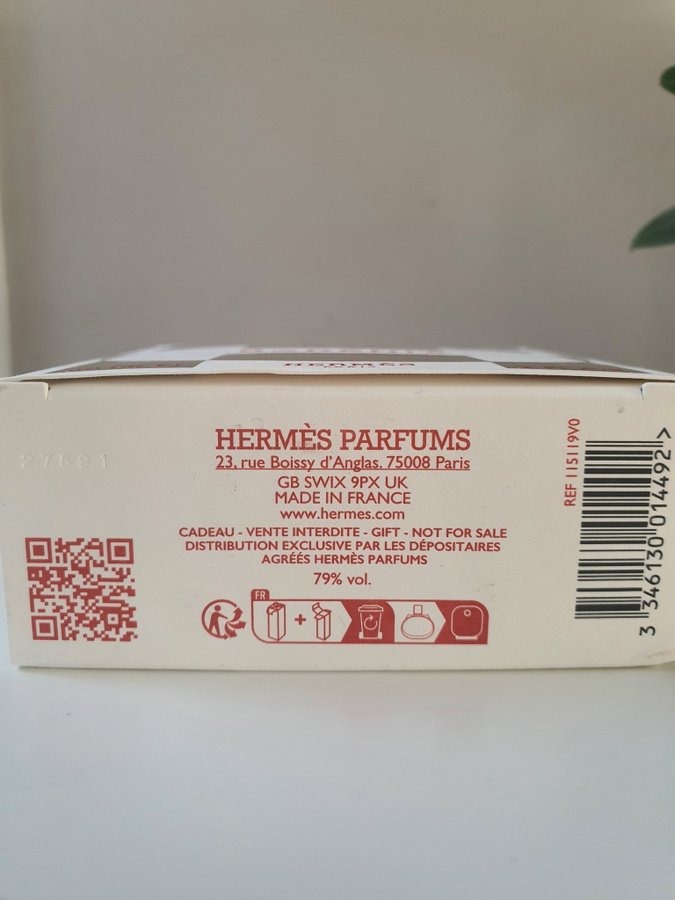 HERMÈS
27591
HERMÈS PARFUMS
23, rue Boissy d'Anglas. 75008 Paris
GB SWIX 9PX UK
MADE IN FRANCE
www.hermes.com
CADEAU - VENTE INTERDITE - GIFT - NOT FOR SALE
DISTRIBUTION EXCLUSIVE PAR LES DÉPOSITAIRES
AGRÉÉS HERMÈS PARFUMS
79% vol.
FR
REF 115119V0
3 346130 014492 >